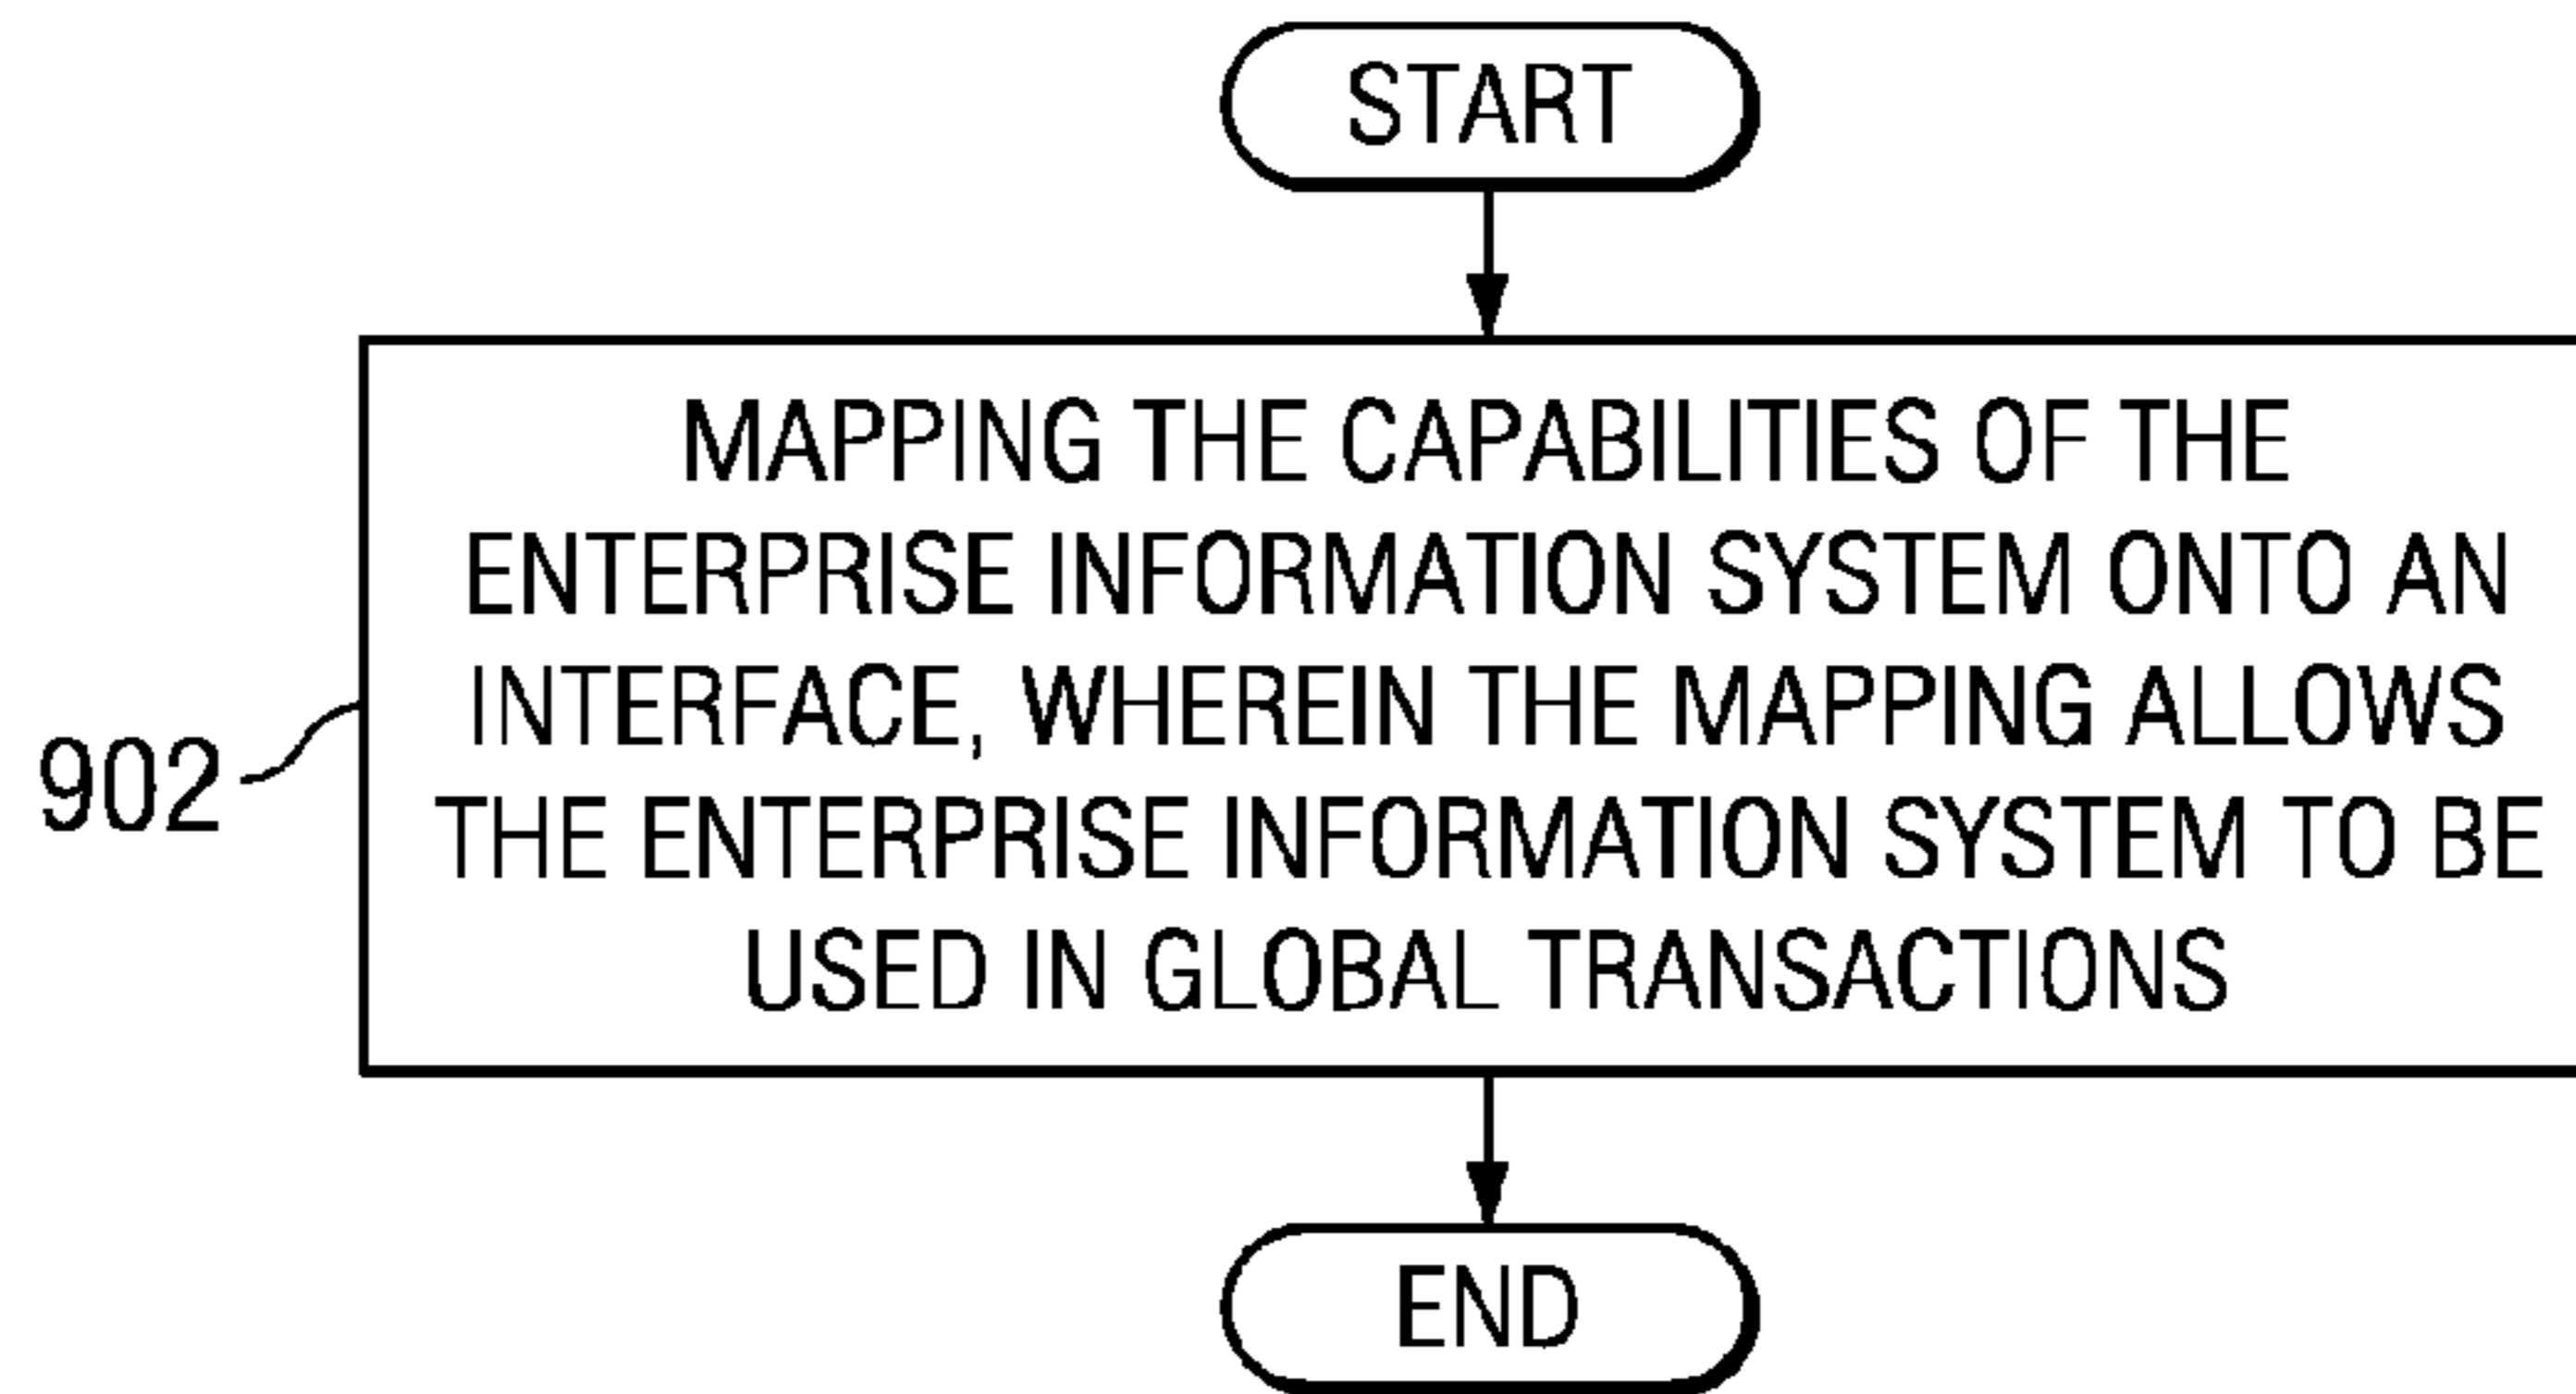 START
MAPPING THE CAPABILITIES OF THE
ENTERPRISE INFORMATION SYSTEM ONTO AN
INTERFACE, WHEREIN THE MAPPING ALLOWS
THE ENTERPRISE INFORMATION SYSTEM TO BE
USED IN GLOBAL TRANSACTIONS
902
END